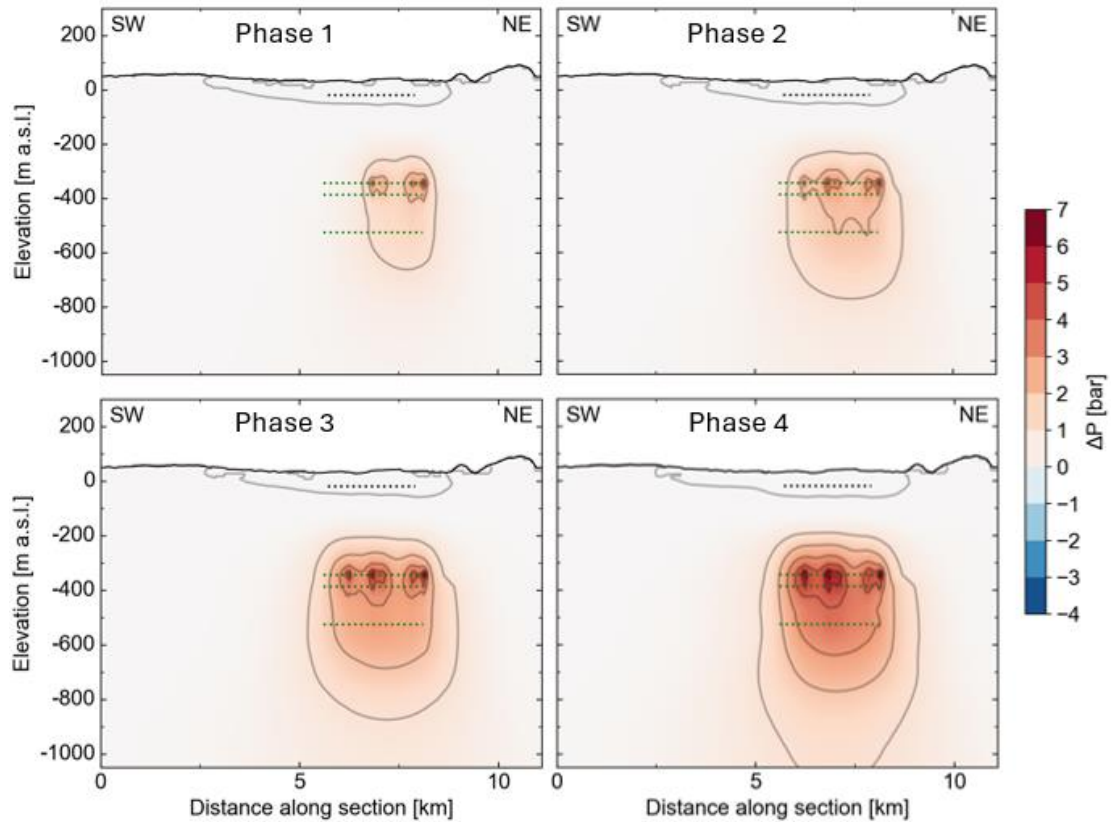 SW Phase 1 NE
200
0
-200
-400
-600
-800
-1000
Elevation [m a.s.l.]
SW Phase 2 NE
SW Phase 3 NE
200
0
-200
-400
-600
-800
-1000
Elevation [m a.s.l.]
0 5 10
Distance along section [km]
SW Phase 4 NE
0 5 10
Distance along section [km]
7
6
5
4
3
2
1
0
−1
−2
−3
−4
ΔP [bar]